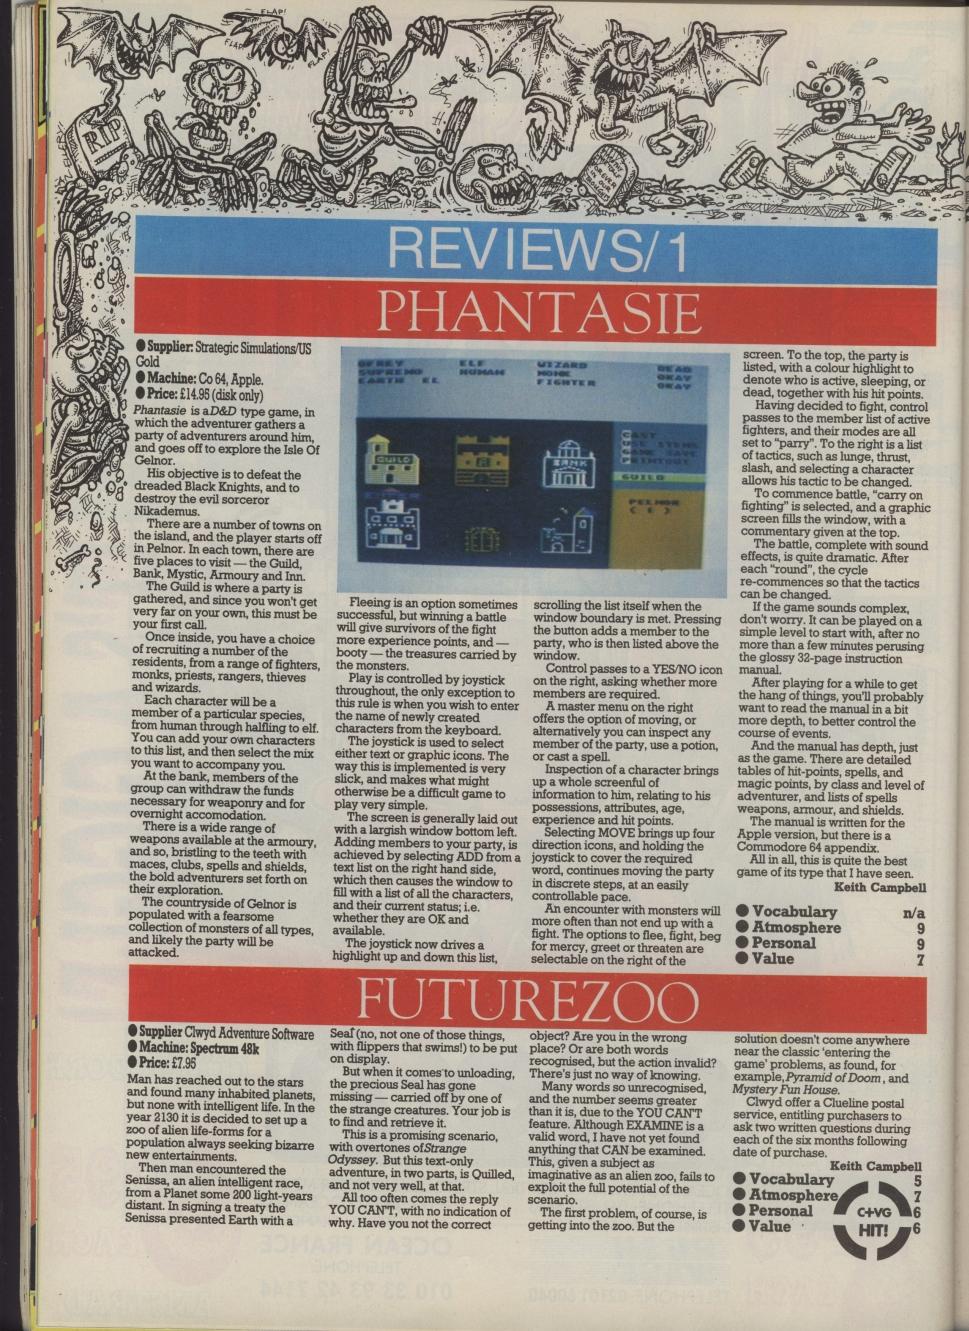 FLAP!
FLAP!
FLAP!
RIP
REVIEWS/1
PHANTASIE
● Supplier: Strategic Simulations/US
Gold
● Machine: Co 64, Apple.
● Price: £14.95 (disk only)
Phantasie is a D&D type game, in
which the adventurer gathers a
party of adventurers around him,
and goes off to explore the Isle Of
Gelnor.
His objective is to defeat the
dreaded Black Knights, and to
destroy the evil sorceror
Nikademus.
There are a number of towns on
the island, and the player starts off
in Pelnor. In each town, there are
five places to visit — the Guild,
Bank, Mystic, Armoury and Inn.
The Guild is where a party is
gathered, and since you won't get
very far on your own, this must be
your first call.
Once inside, you have a choice
of recruiting a number of the
residents, from a range of fighters,
monks, priests, rangers, thieves
and wizards.
Each character will be a
member of a particular species,
from human through halfling to elf.
You can add your own characters
to this list, and then select the mix
you want to accompany you.
At the bank, members of the
group can withdraw the funds
necessary for weaponry and for
overnight accomodation.
There is a wide range of
weapons available at the armoury,
and so, bristling to the teeth with
maces, clubs, spells and shields,
the bold adventurers set forth on
their exploration.
The countryside of Gelnor is
populated with a fearsome
collection of monsters of all types,
and likely the party will be
attacked.
OFREY ELF WIZARD DEAD
SUPREMO HUMAN MONK OKAY
EARTH EL FIGHTER OKAY
GUILD
BANK
CAST
USE ITEMS
GAME SAVE
PRINTOUT
GUILD
PELNOR
( 6 )
Fleeing is an option sometimes
successful, but winning a battle
will give survivors of the fight
more experience points, and —
booty — the treasures carried by
the monsters.
Play is controlled by joystick
throughout, the only exception to
this rule is when you wish to enter
the name of newly created
characters from the keyboard.
The joystick is used to select
either text or graphic icons. The
way this is implemented is very
slick, and makes what might
otherwise be a difficult game to
play very simple.
The screen is generally laid out
with a largish window bottom left.
Adding members to your party, is
achieved by selecting ADD from a
text list on the right hand side,
which then causes the window to
fill with a list of all the characters,
and their current status; i.e.
whether they are OK and
available.
The joystick now drives a
highlight up and down this list,
scrolling the list itself when the
window boundary is met. Pressing
the button adds a member to the
party, who is then listed above the
window.
Control passes to a YES/NO icon
on the right, asking whether more
members are required.
A master menu on the right
offers the option of moving, or
alternatively you can inspect any
member of the party, use a potion,
or cast a spell.
Inspection of a character brings
up a whole screenful of
information to him, relating to his
possessions, attributes, age,
experience and hit points.
Selecting MOVE brings up four
direction icons, and holding the
joystick to cover the required
word, continues moving the party
in discrete steps, at an easily
controllable pace.
An encounter with monsters will
more often than not end up with a
fight. The options to flee, fight, beg
for mercy, greet or threaten are
selectable on the right of the
screen. To the top, the party is
listed, with a colour highlight to
denote who is active, sleeping, or
dead, together with his hit points.
Having decided to fight, control
passes to the member list of active
fighters, and their modes are all
set to "parry". To the right is a list
of tactics, such as lunge, thrust,
slash, and selecting a character
allows his tactic to be changed.
To commence battle, "carry on
fighting" is selected, and a graphic
screen fills the window, with a
commentary given at the top.
The battle, complete with sound
effects, is quite dramatic. After
each "round", the cycle
re-commences so that the tactics
can be changed.
If the game sounds complex,
don't worry. It can be played on a
simple level to start with, after no
more than a few minutes perusing
the glossy 32-page instruction
manual.
After playing for a while to get
the hang of things, you'll probably
want to read the manual in a bit
more depth, to better control the
course of events.
And the manual has depth, just
as the game. There are detailed
tables of hit-points, spells, and
magic points, by class and level of
adventurer, and lists of spells
weapons, armour, and shields.
The manual is written for the
Apple version, but there is a
Commodore 64 appendix.
All in all, this is quite the best
game of its type that I have seen.
Keith Campbell
● Vocabulary n/a
● Atmosphere 9
● Personal 9
● Value 7
FUTUREZOO
● Supplier Clwyd Adventure Software
● Machine: Spectrum 48k
● Price: £7.95
Man has reached out to the stars
and found many inhabited planets,
but none with intelligent life. In the
year 2130 it is decided to set up a
zoo of alien life-forms for a
population always seeking bizarre
new entertainments.
Then man encountered the
Senissa, an alien intelligent race,
from a Planet some 200 light-years
distant. In signing a treaty the
Senissa presented Earth with a
Seal (no, not one of those things,
with flippers that swims!) to be put
on display.
But when it comes to unloading,
the precious Seal has gone
missing — carried off by one of
the strange creatures. Your job is
to find and retrieve it.
This is a promising scenario,
with overtones of Strange
Odyssey. But this text-only
adventure, in two parts, is Quilled,
and not very well, at that.
All too often comes the reply
YOU CAN'T, with no indication of
why. Have you not the correct
object? Are you in the wrong
place? Or are both words
recognised, but the action invalid?
There's just no way of knowing.
Many words so unrecognised,
and the number seems greater
than it is, due to the YOU CAN'T
feature. Although EXAMINE is a
valid word, I have not yet found
anything that CAN be examined.
This, given a subject as
imaginative as an alien zoo, fails to
exploit the full potential of the
scenario.
The first problem, of course, is
getting into the zoo. But the
solution doesn't come anywhere
near the classic 'entering the
game' problems, as found, for
example, Pyramid of Doom, and
Mystery Fun House.
Clwyd offer a Clueline postal
service, entitling purchasers to
ask two written questions during
each of the six months following
date of purchase.
Keith Campbell
● Vocabulary 5
● Atmosphere 7
● Personal 6
● Value 6
C+VG
HIT!